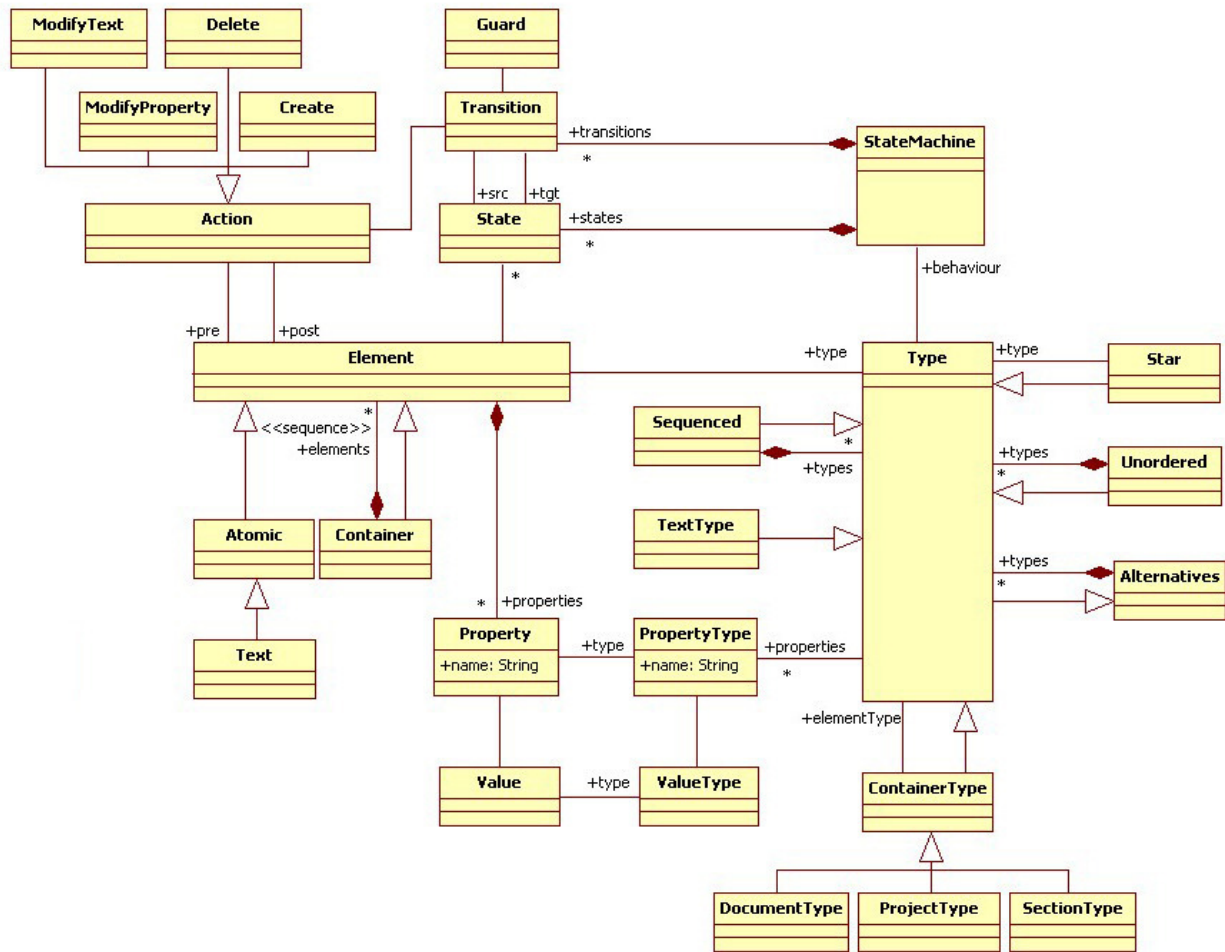 ModifyText
Delete
Guard
ModifyProperty
Create
Transition
+transitions
*
StateMachine
+src
+tgt
Action
State
+states
*
*
+behaviour
+pre
+post
Element
+type
Type
+type
Star
<<sequence>>
*
+elements
Sequenced
*
+types
+types
*
Unordered
Atomic
Container
TextType
+types
*
Alternatives
*
+properties
Text
Property
+name: String
+type
PropertyType
+name: String
+properties
*
+elementType
Value
+type
ValueType
ContainerType
DocumentType
ProjectType
SectionType